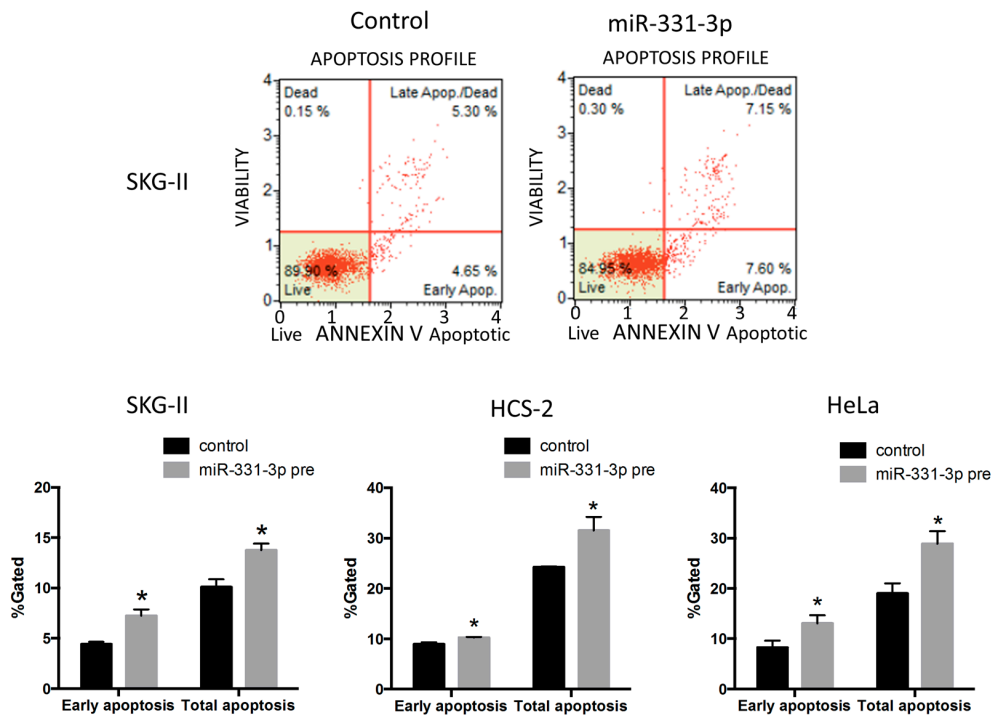 Control
miR-331-3p
APOPTOSIS PROFILE
APOPTOSIS PROFILE
SKG-II
VIABILITY
4
3
2
1
0
Dead
0.15 %
Late Apop./Dead
5.30 %
89.90 %
Live
4.65 %
Early Apop.
0 1 2 3 4
Live ANNEXIN V Apoptotic
VIABILITY
4
3
2
1
0
Dead
0.30 %
Late Apop./Dead
7.15 %
84.95 %
Live
7.60 %
Early Apop.
0 1 2 3 4
Live ANNEXIN V Apoptotic
SKG-II
control
miR-331-3p pre
%Gated
20
15
10
5
0
*
*
Early apoptosis Total apoptosis
HCS-2
control
miR-331-3p pre
%Gated
40
30
20
10
0
*
*
Early apoptosis Total apoptosis
HeLa
control
miR-331-3p pre
%Gated
40
30
20
10
0
*
*
Early apoptosis Total apoptosis